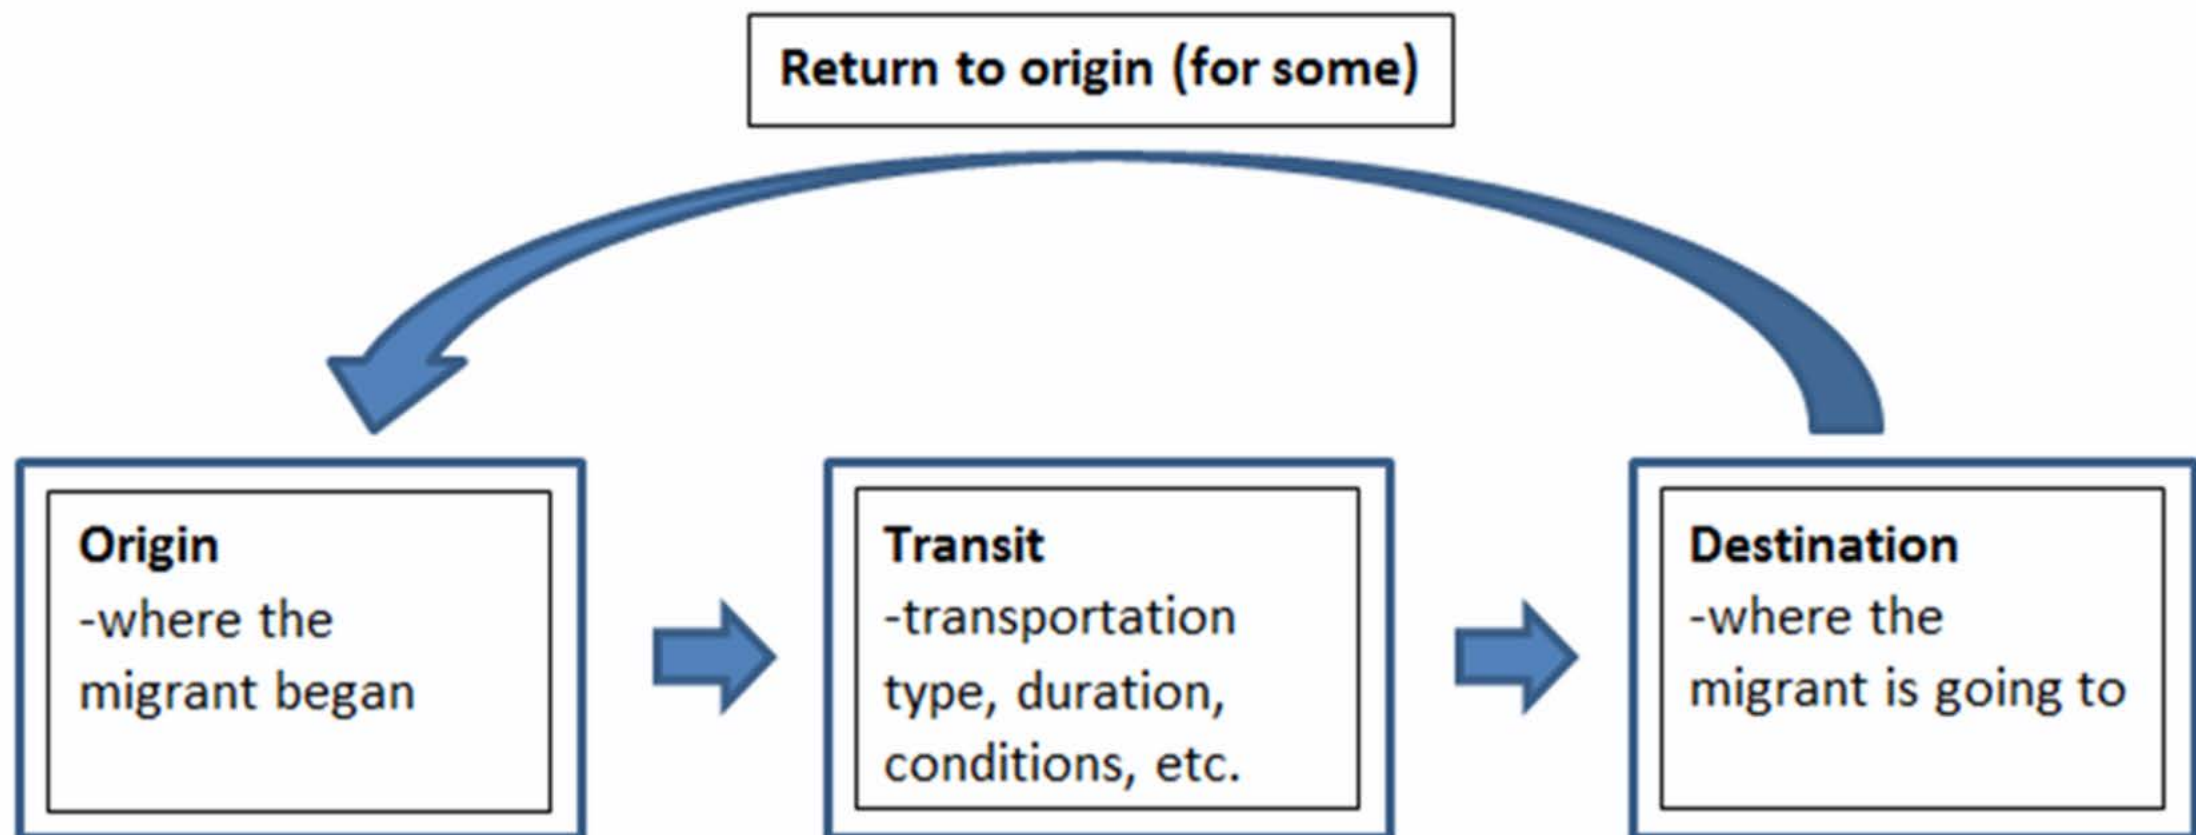 Return to origin (for some)
Origin
-where the
migrant began
Transit
-transportation
type, duration,
conditions, etc.
Destination
-where the
migrant is going to